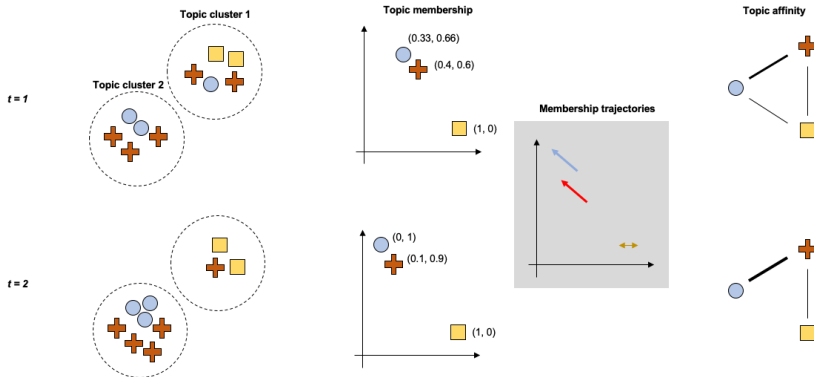 Topic cluster 1
Topic membership
Topic affinity
(0.33, 0.66)
(0.4, 0.6)
Topic cluster 2
t = 1
(1, 0)
Membership trajectories
(0, 1)
(0.1, 0.9)
t = 2
(1, 0)